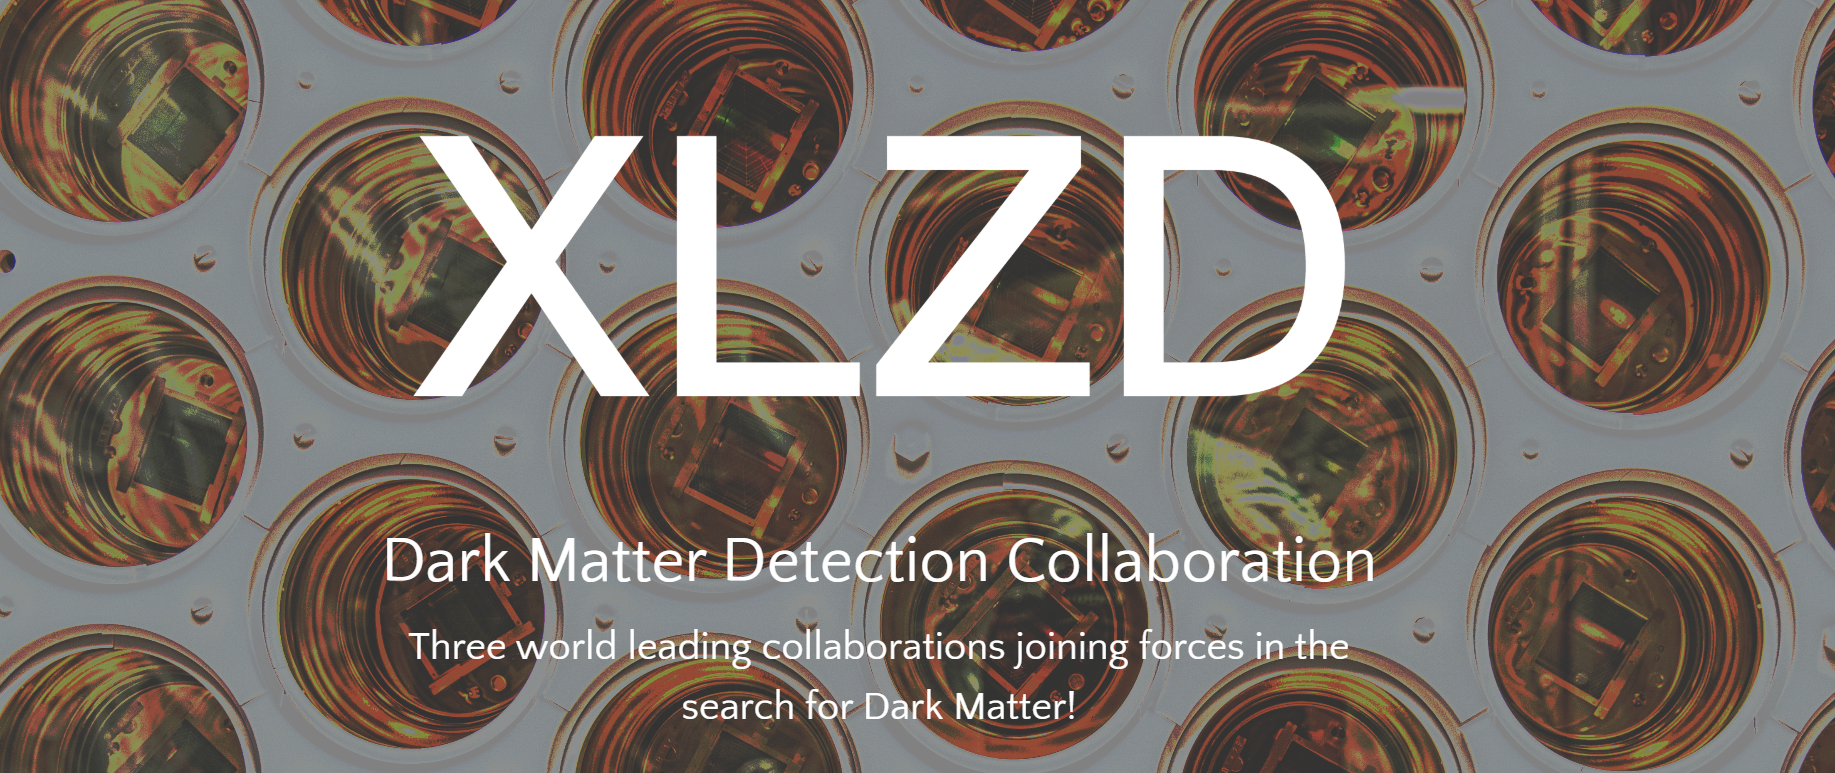 XLZD
Dark Matter Detection Collaboration
Three world leading collaborations joining forces in the
search for Dark Matter!